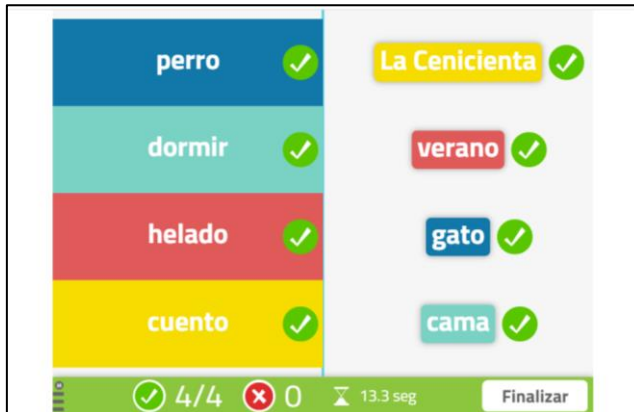 perro
La Cenicienta
dormir
verano
helado
gato
cuento
cama
4/4 0 13.3 seg Finalizar